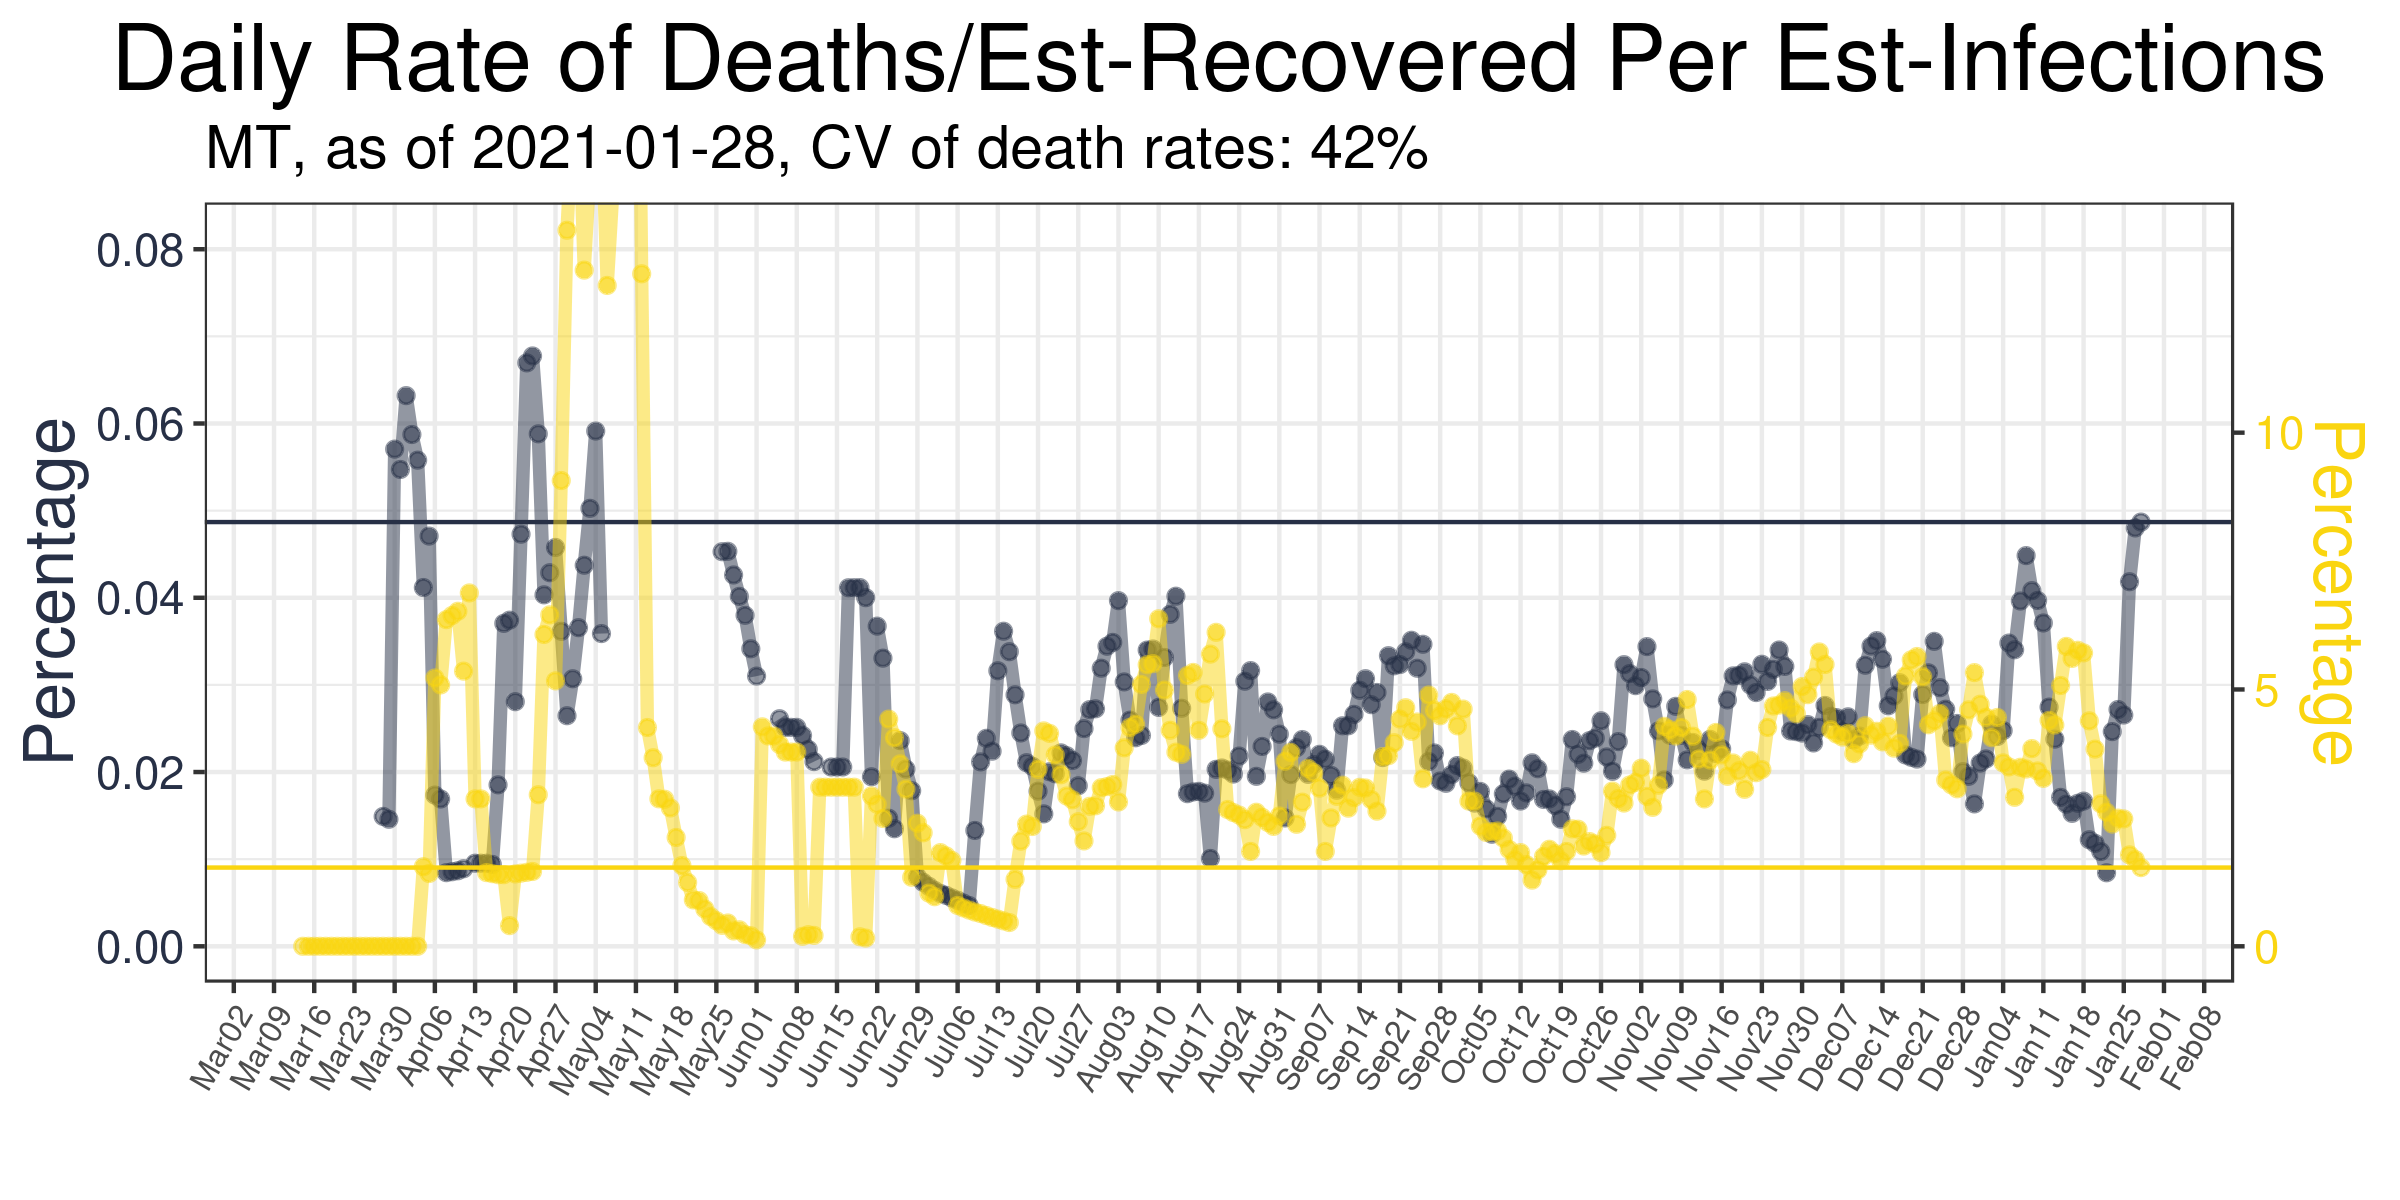 Daily Rate of Deaths/Est-Recovered Per Est-Infections
MT, as of 2021-01-28, CV of death rates: 42%
Percentage
0.08
0.06
0.04
0.02
0.00
10
5
0
Percentage
Mar02 Mar09 Mar16 Mar23 Mar30 Apr06 Apr13 Apr20 Apr27 May04 May11 May18 May25 Jun01 Jun08 Jun15 Jun22 Jun29 Jul06 Jul13 Jul20 Jul27 Aug03 Aug10 Aug17 Aug24 Aug31 Sep07 Sep14 Sep21 Sep28 Oct05 Oct12 Oct19 Oct26 Nov02 Nov09 Nov16 Nov23 Nov30 Dec07 Dec14 Dec21 Dec28 Jan04 Jan11 Jan18 Jan25 Feb01 Feb08